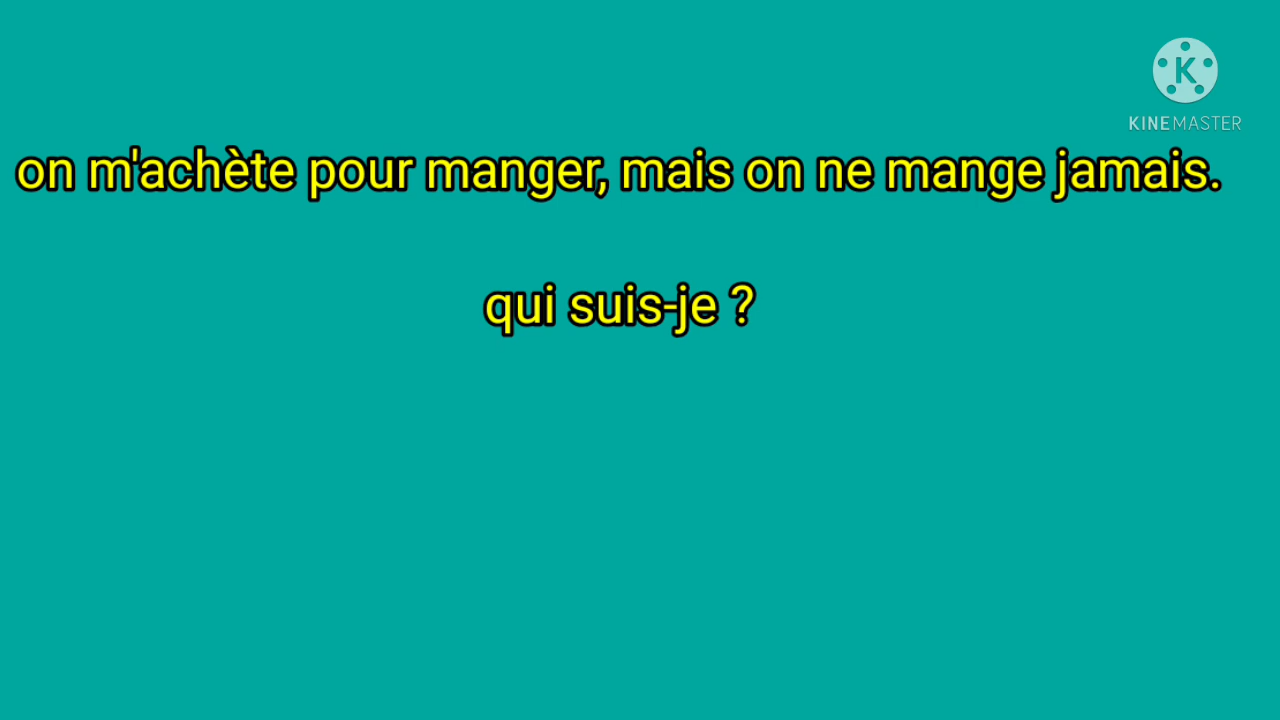 K
KINEMASTER
on m'achète pour manger, mais on ne mange jamais.
qui suis-je ?